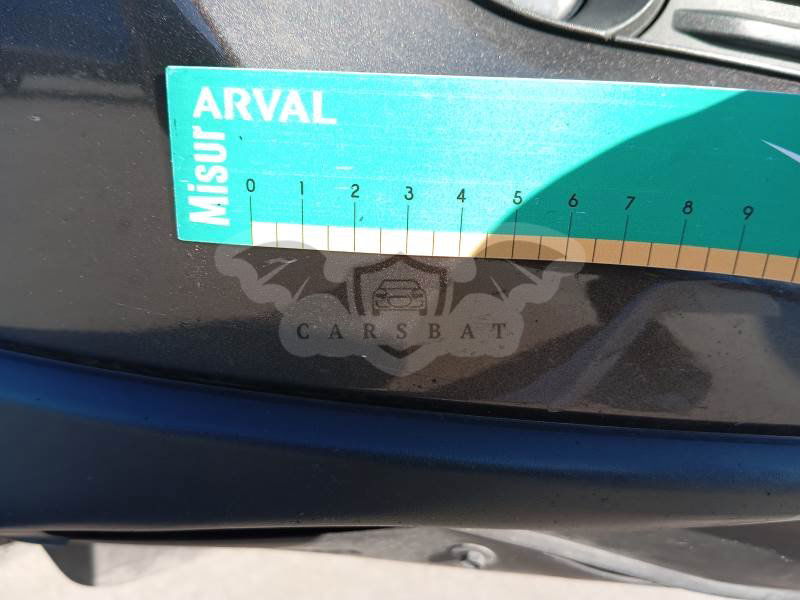 Misur ARVAL
0 1 2 3 4 5 6 7 8 9
CARSBAT